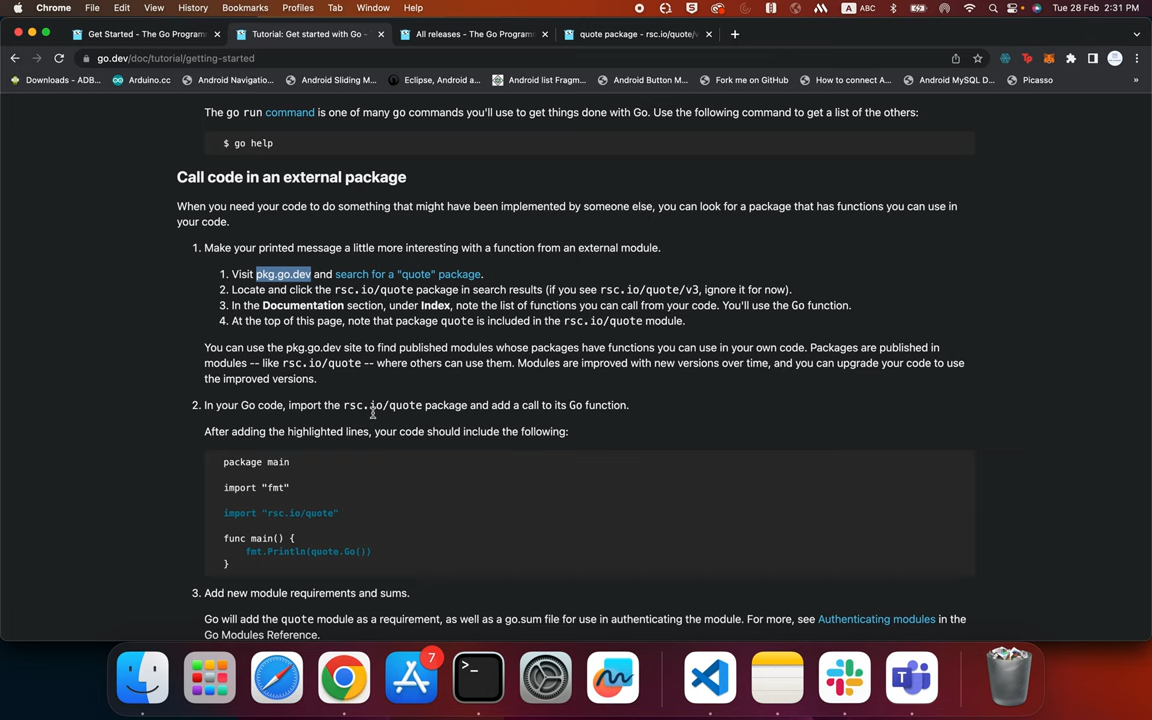 Chrome File Edit View History Bookmarks Profiles Tab Window Help ABC Tue 28 Feb 2:31 PM
Get Started - The Go Program Tutorial: Get started with Go - All releases - The Go Program quote package - rsc.io/quote/v
go.dev/doc/tutorial/getting-started
Downloads - ADB... Arduino.cc Android Navigatio... Android Sliding M... Eclipse, Android a... Android list Fragm... Android Button M... Fork me on GitHub How to connect A... Android MySQL D... Picasso »
The go run command is one of many go commands you'll use to get things done with Go. Use the following command to get a list of the others:
$ go help
Call code in an external package
When you need your code to do something that might have been implemented by someone else, you can look for a package that has functions you can use in
your code.
1. Make your printed message a little more interesting with a function from an external module.
1. Visit pkg.go.dev and search for a "quote" package.
2. Locate and click the rsc.io/quote package in search results (if you see rsc.io/quote/v3, ignore it for now).
3. In the Documentation section, under Index, note the list of functions you can call from your code. You'll use the Go function.
4. At the top of this page, note that package quote is included in the rsc.io/quote module.
You can use the pkg.go.dev site to find published modules whose packages have functions you can use in your own code. Packages are published in
modules -- like rsc.io/quote -- where others can use them. Modules are improved with new versions over time, and you can upgrade your code to use
the improved versions.
2. In your Go code, import the rsc.io/quote package and add a call to its Go function.
After adding the highlighted lines, your code should include the following:
package main
import "fmt"
import "rsc.io/quote"
func main() {
fmt.Println(quote.Go())
}
3. Add new module requirements and sums.
Go will add the quote module as a requirement, as well as a go.sum file for use in authenticating the module. For more, see Authenticating modules in the
Go Modules Reference.
7
>_